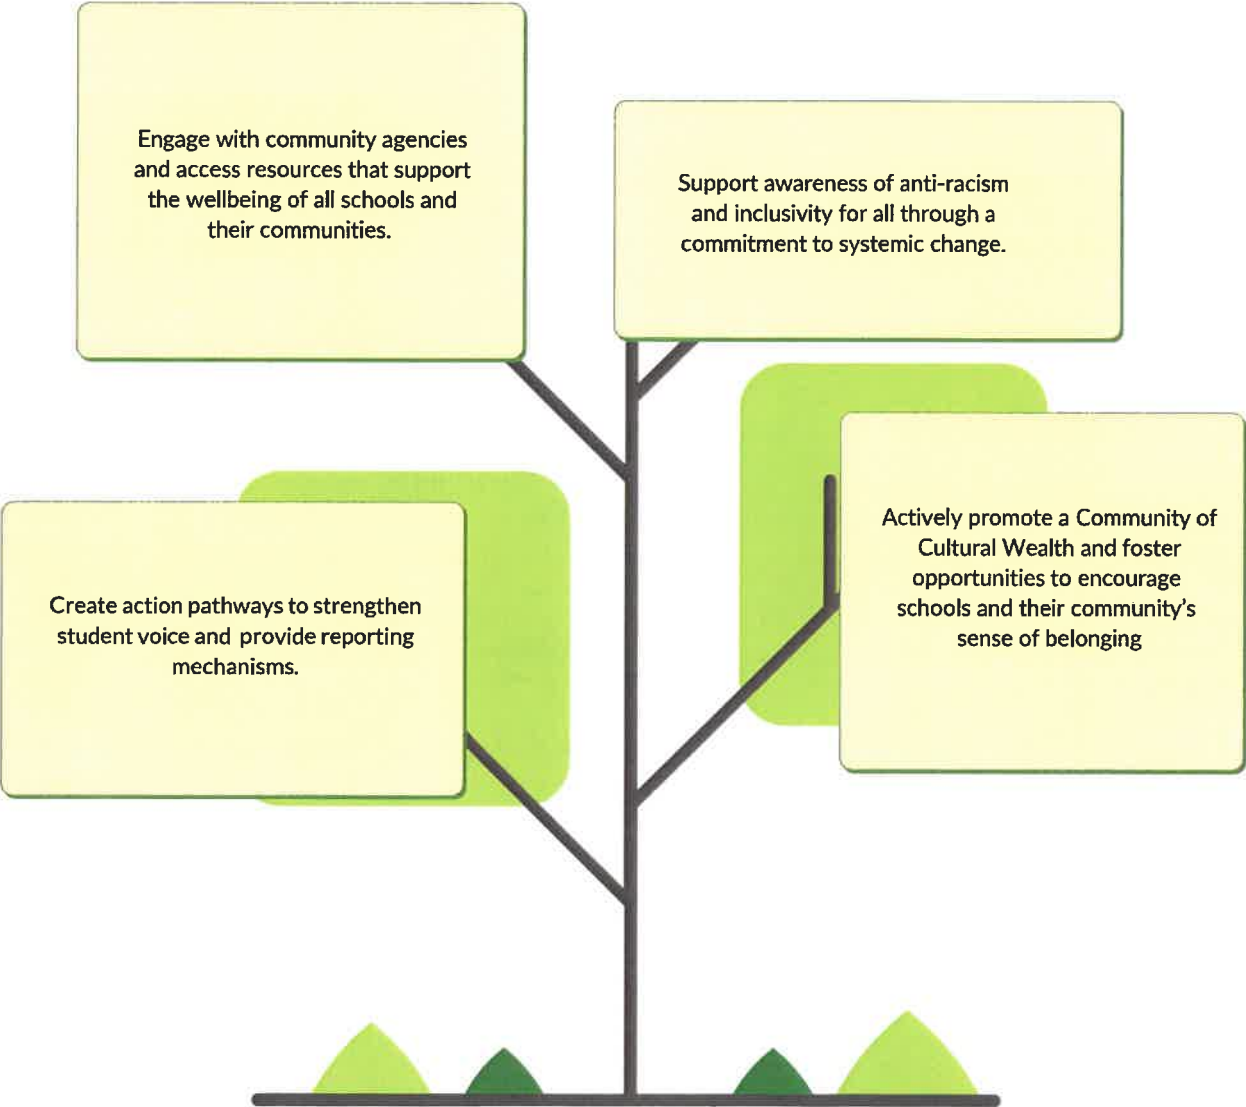 Engage with community agencies
and access resources that support
the wellbeing of all schools and
their communities.
Support awareness of anti-racism
and inclusivity for all through a
commitment to systemic change.
Create action pathways to strengthen
student voice and provide reporting
mechanisms.
Actively promote a Community of
Cultural Wealth and foster
opportunities to encourage
schools and their community's
sense of belonging